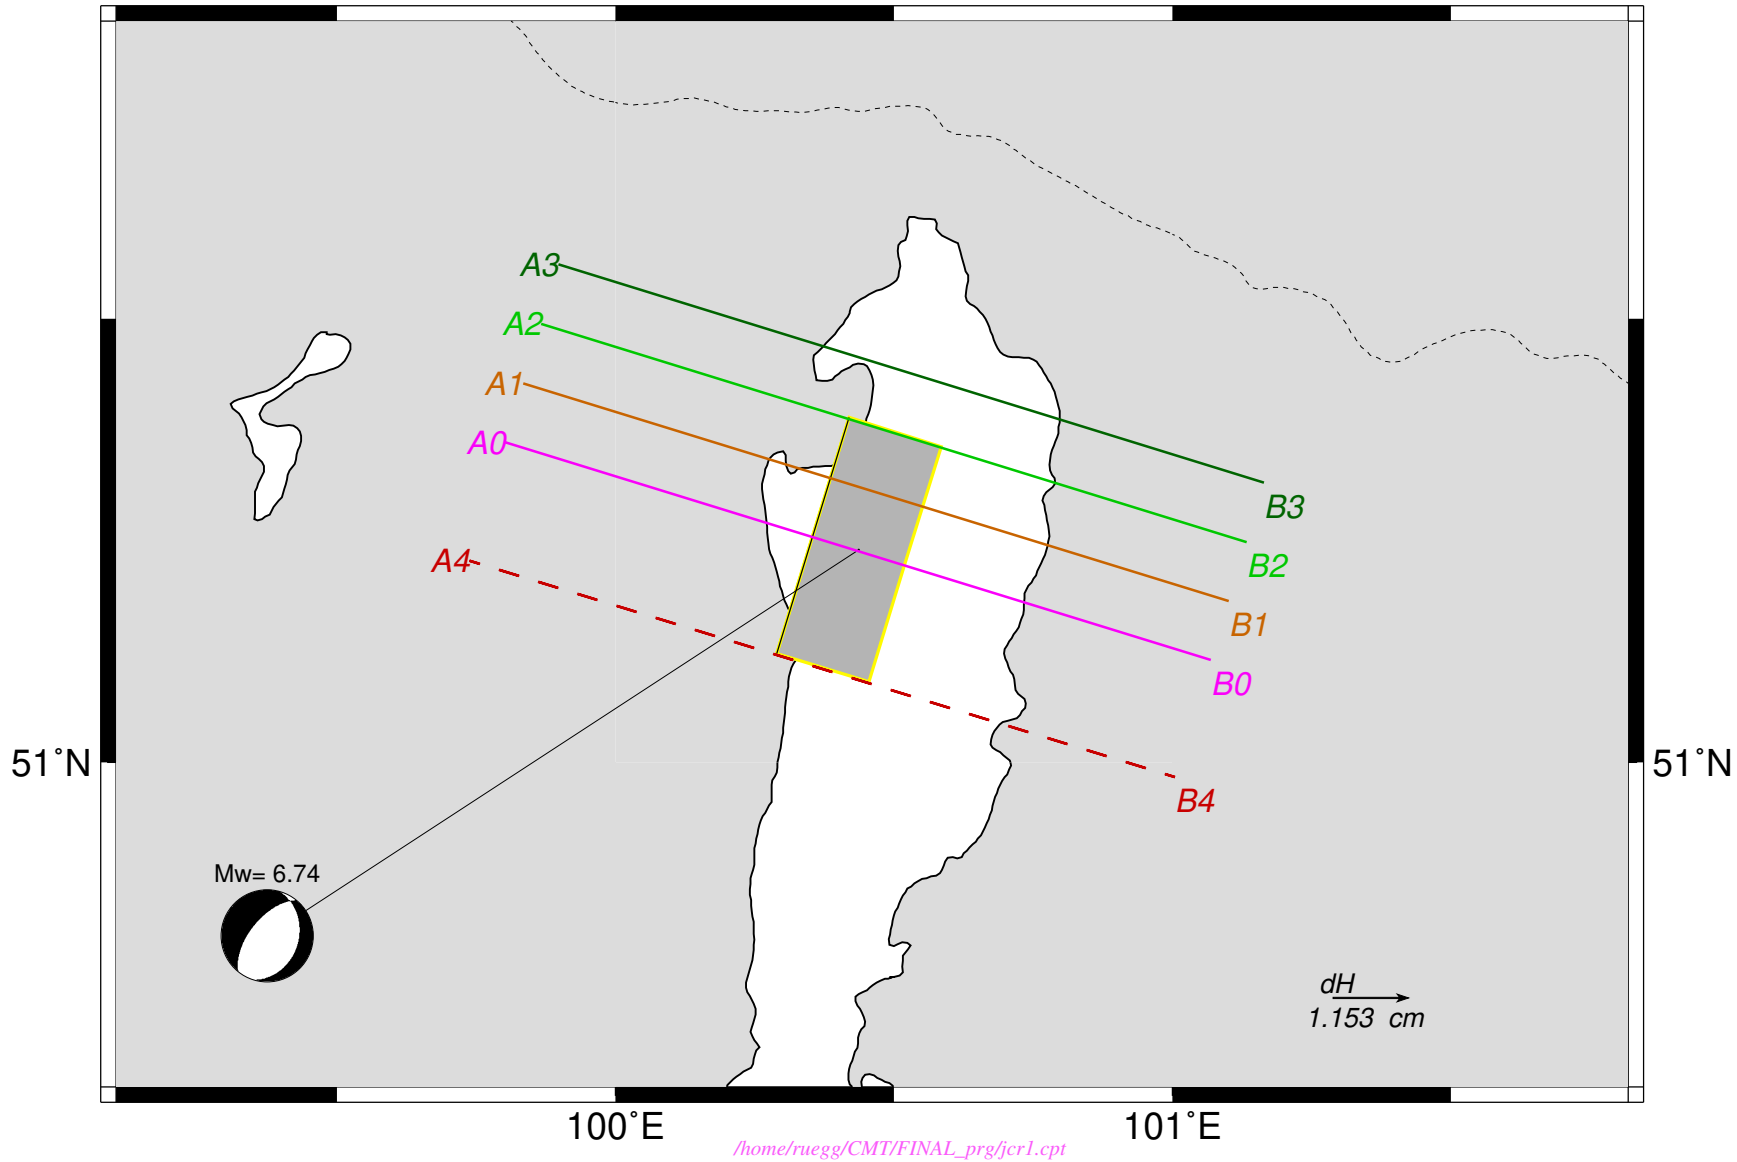 A3
A2
A1
A0
A4
B3
B2
B1
B0
B4
51˚N
51˚N
Mw= 6.74
dH
1.153 cm
100˚E
101˚E
/home/ruegg/CMT/FINAL_prg/jcr1.cpt